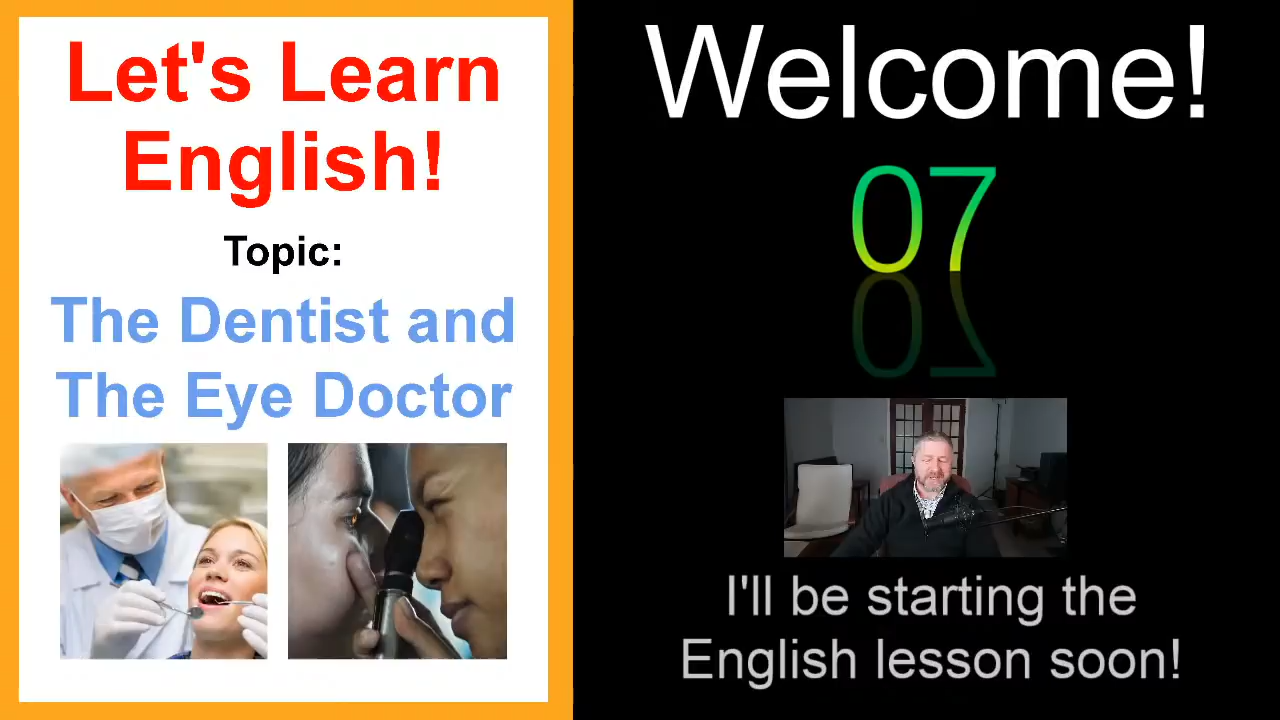 Let's Learn
English!
Topic:
The Dentist and
The Eye Doctor
Welcome!
07
I'll be starting the
English lesson soon!